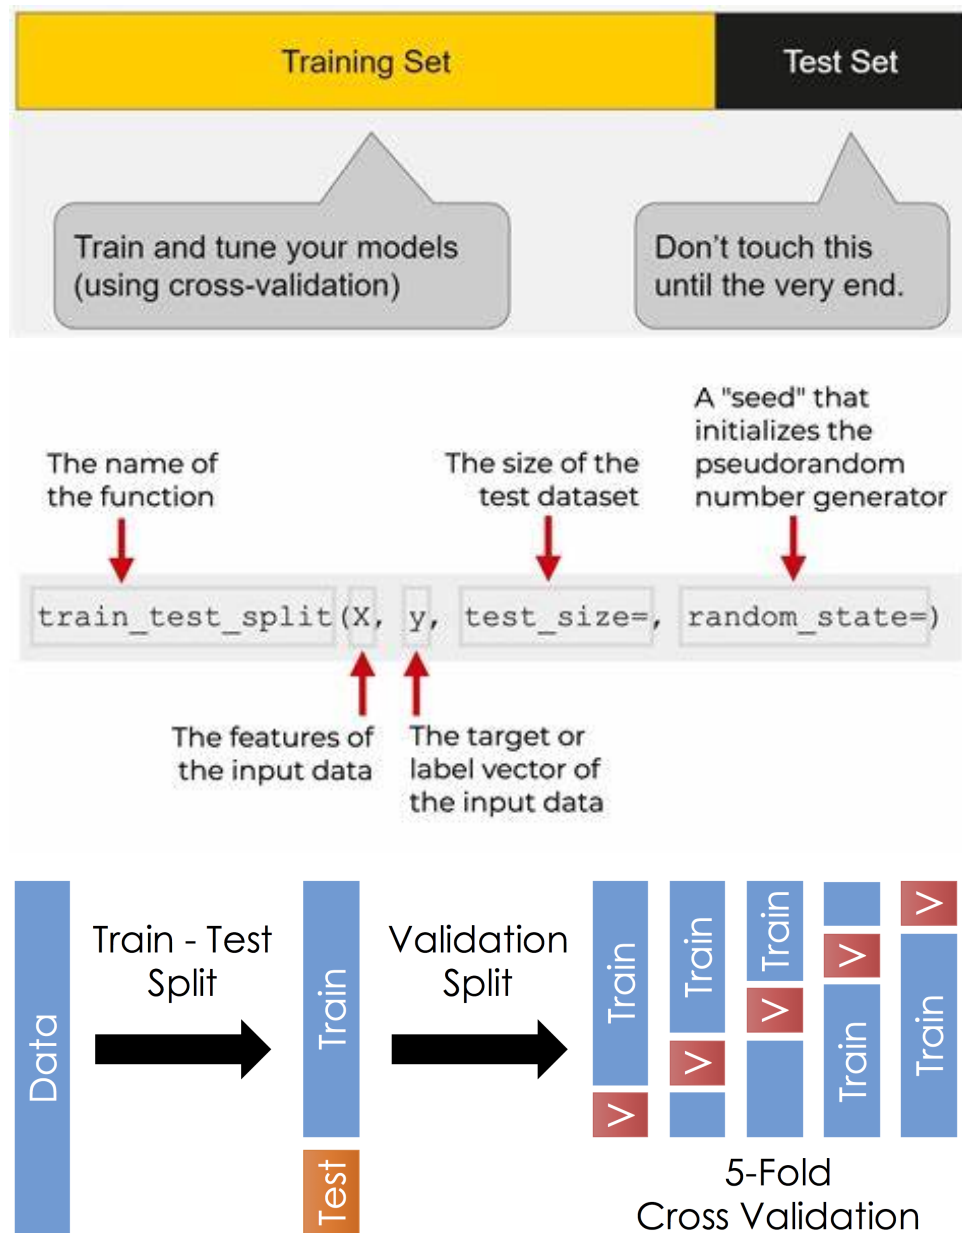 Training Set
Test Set
Train and tune your models
(using cross-validation)
Don't touch this
until the very end.
The name of
the function
The size of the
test dataset
A "seed" that
initializes the
pseudorandom
number generator
train_test_split(X, y, test_size=, random_state=)
The features of
the input data
The target or
label vector of
the input data
Data
Train - Test
Split
Train
Test
Validation
Split
Train
V
Train
V
Train
V
V
Train
V
Train
5-Fold
Cross Validation